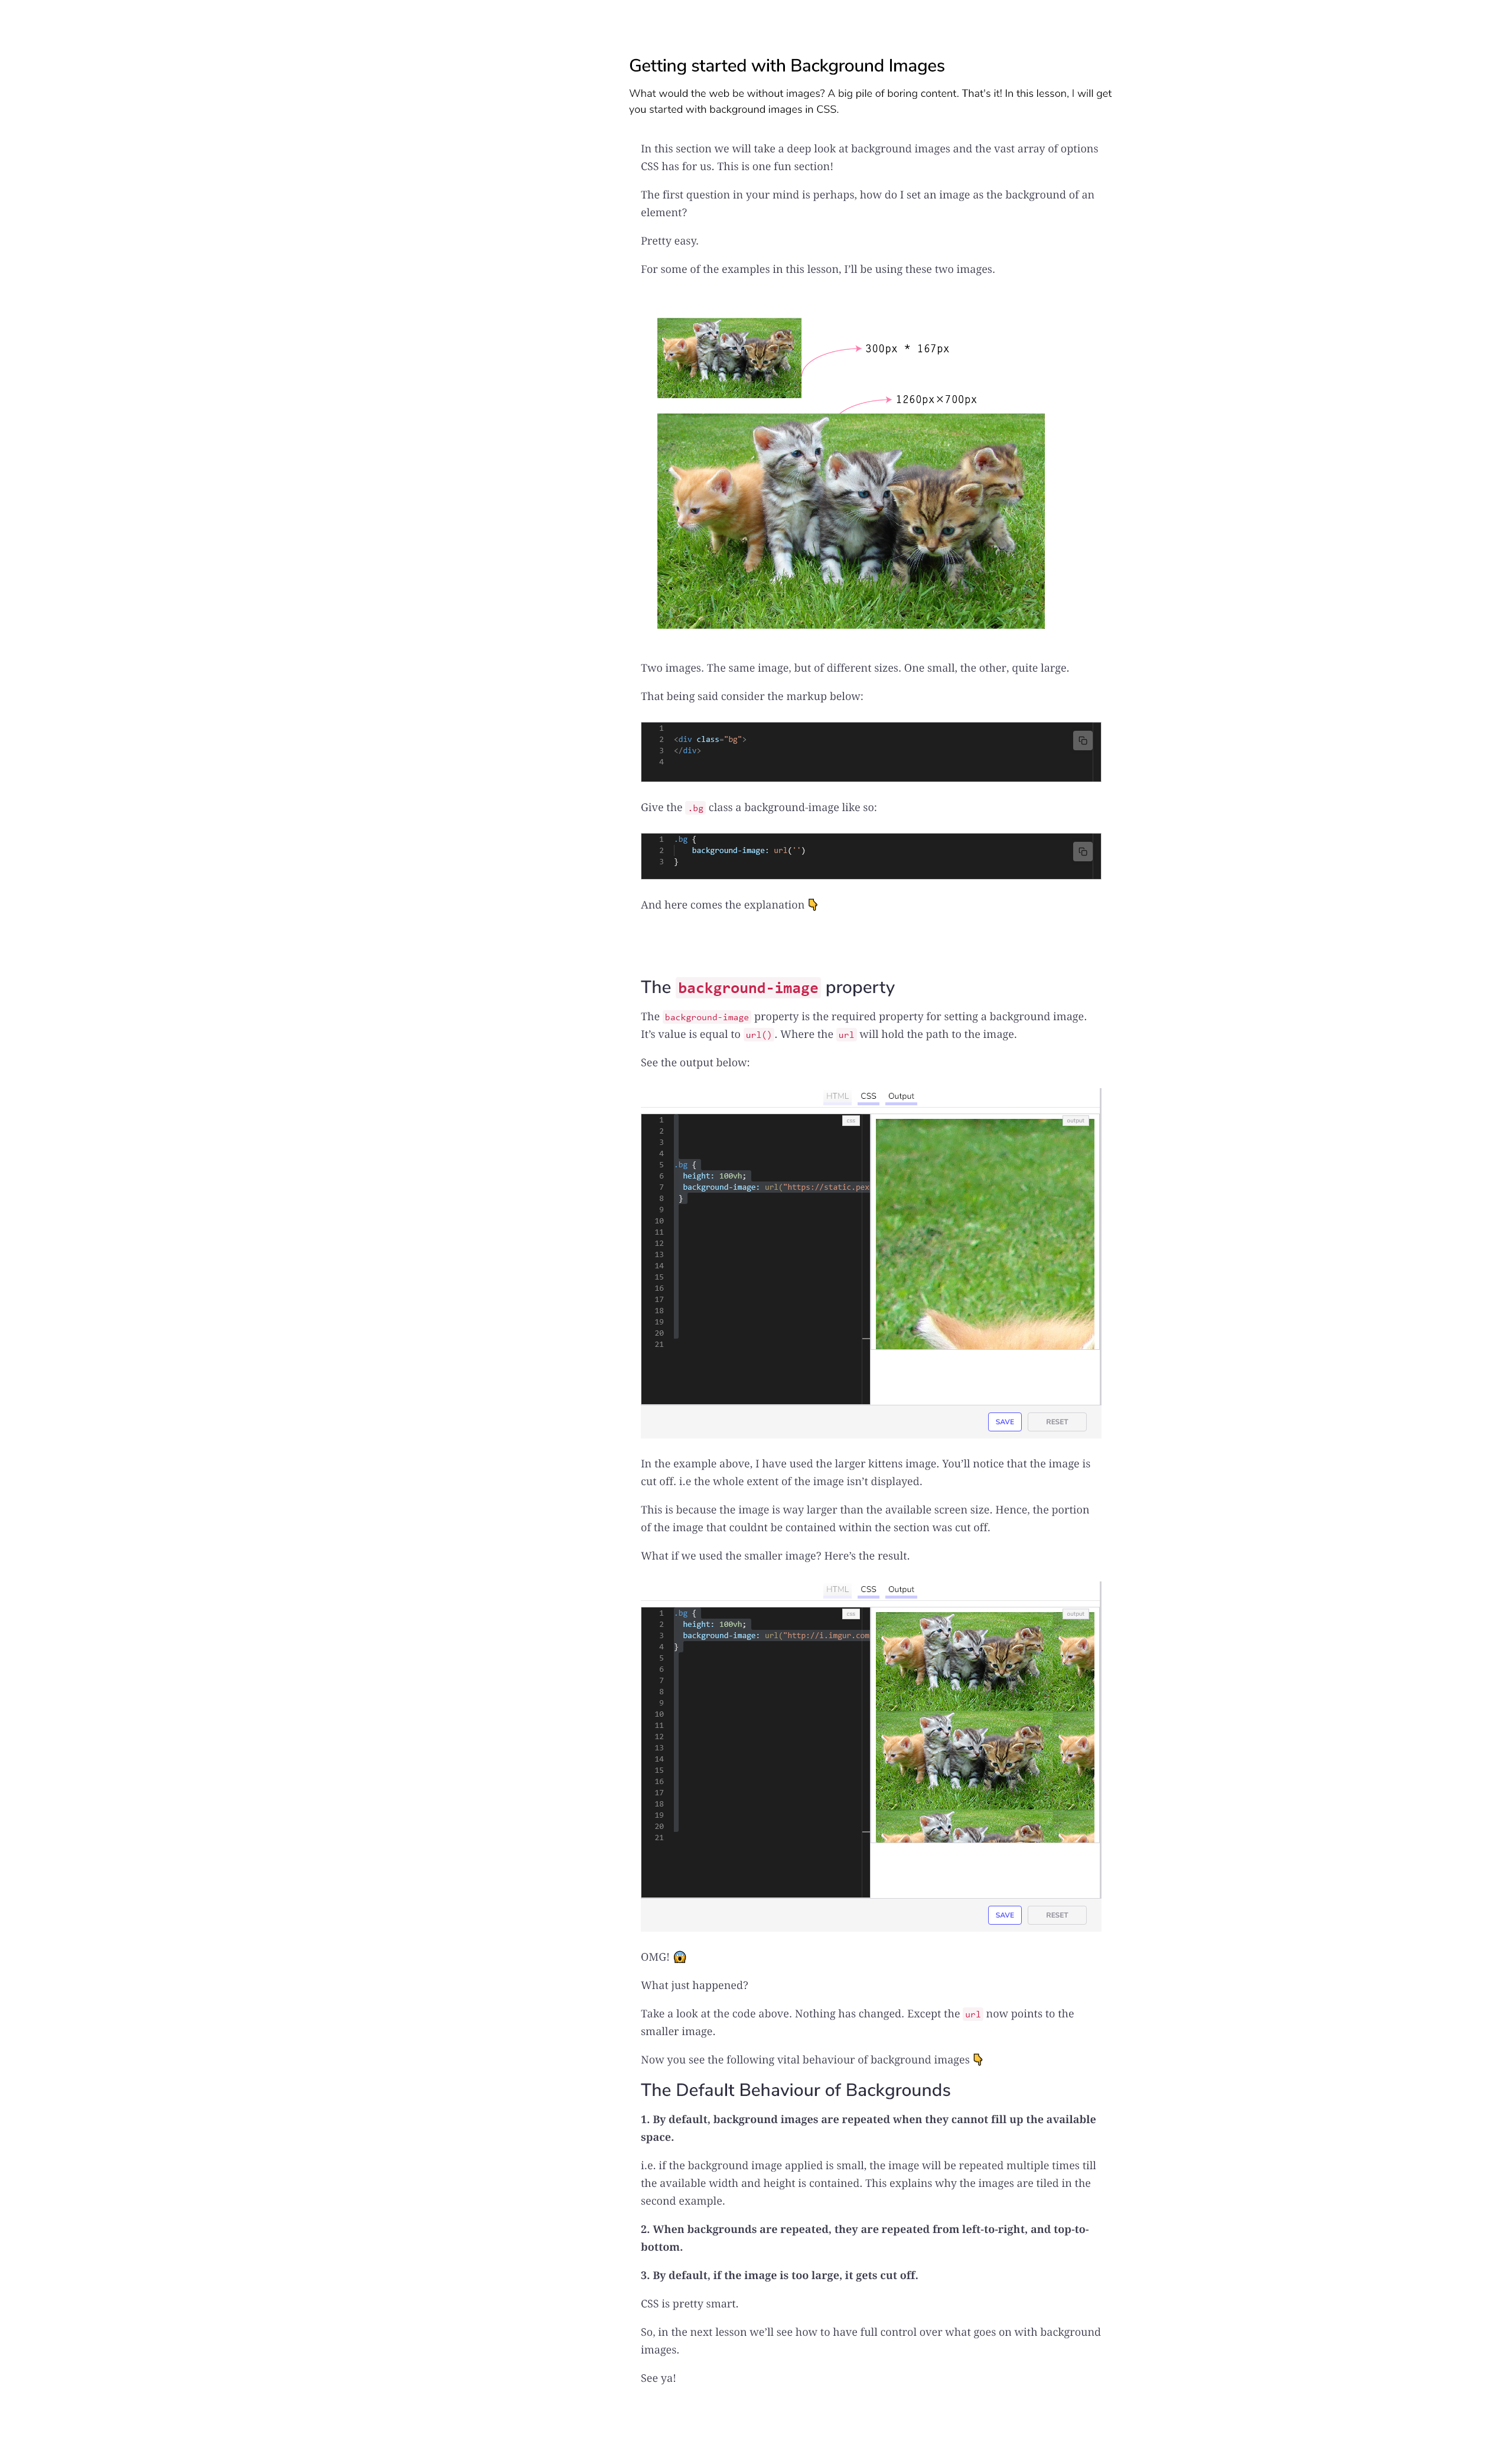 Getting started with Background Images
What would the web be without images? A big pile of boring content. That's it! In this lesson, I will get
you started with background images in CSS.
In this section we will take a deep look at background images and the vast array of options
CSS has for us. This is one fun section!
The first question in your mind is perhaps, how do I set an image as the background of an
element?
Pretty easy.
For some of the examples in this lesson, I'll be using these two images.
300px * 167px
1260px×700px
Two images. The same image, but of different sizes. One small, the other, quite large.
That being said consider the markup below:
1
2 <div class="bg">
3 </div>
4
Give the .bg class a background-image like so:
1 .bg {
2 background-image: url('')
3 }
And here comes the explanation 👇
The background-image property
The background-image property is the required property for setting a background image.
It's value is equal to url(). Where the url will hold the path to the image.
See the output below:
HTML CSS Output
css
output
1
2
3
4
5 .bg {
6 height: 100vh;
7 background-image: url("https://static.pex
8 }
9
10
11
12
13
14
15
16
17
18
19
20
21
SAVE RESET
In the example above, I have used the larger kittens image. You'll notice that the image is
cut off. i.e the whole extent of the image isn't displayed.
This is because the image is way larger than the available screen size. Hence, the portion
of the image that couldnt be contained within the section was cut off.
What if we used the smaller image? Here's the result.
HTML CSS Output
css
output
1 .bg {
2 height: 100vh;
3 background-image: url("http://i.imgur.com
4 }
5
6
7
8
9
10
11
12
13
14
15
16
17
18
19
20
21
SAVE RESET
OMG! 😱
What just happened?
Take a look at the code above. Nothing has changed. Except the url now points to the
smaller image.
Now you see the following vital behaviour of background images 👇
The Default Behaviour of Backgrounds
1. By default, background images are repeated when they cannot fill up the available
space.
i.e. if the background image applied is small, the image will be repeated multiple times till
the available width and height is contained. This explains why the images are tiled in the
second example.
2. When backgrounds are repeated, they are repeated from left-to-right, and top-to-
bottom.
3. By default, if the image is too large, it gets cut off.
CSS is pretty smart.
So, in the next lesson we'll see how to have full control over what goes on with background
images.
See ya!